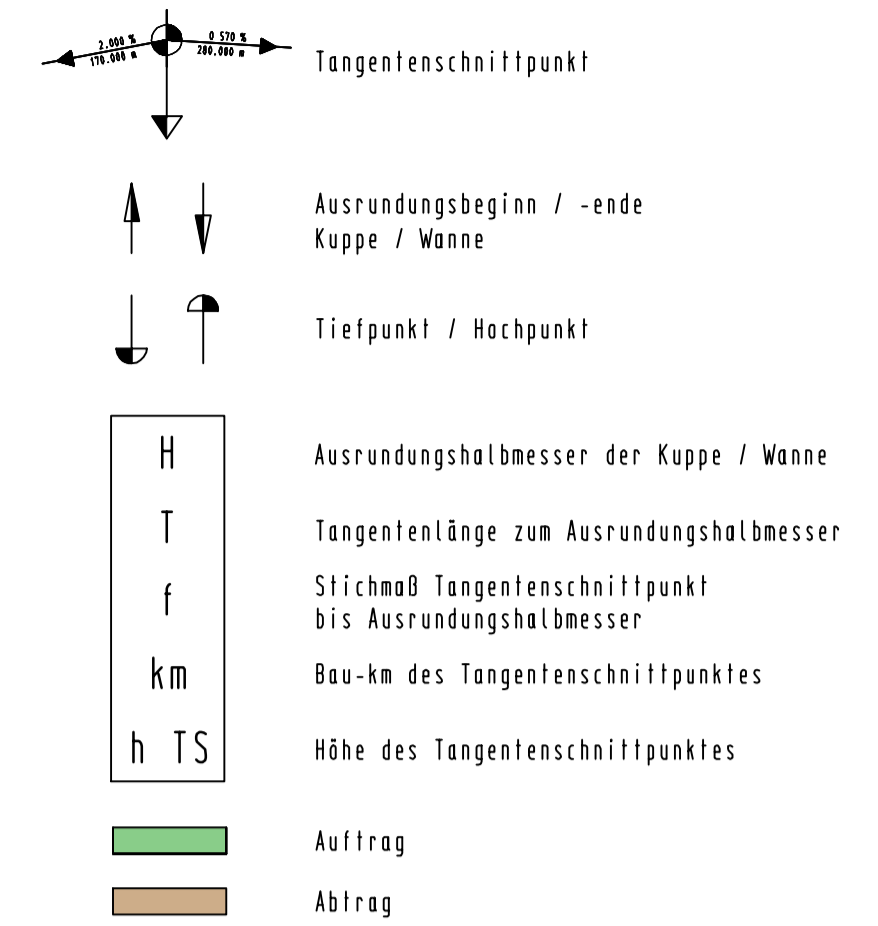 2.000 % 0 570 %
170.000 m 280.000 m
Tangentenschnittpunkt
Ausrundungsbeginn / -ende
Kuppe / Wanne
Tiefpunkt / Hochpunkt
H Ausrundungshalbmesser der Kuppe / Wanne
T Tangentenlänge zum Ausrundungshalbmesser
f Stichmaß Tangentenschnittpunkt
bis Ausrundungshalbmesser
km Bau-km des Tangentenschnittpunktes
h TS Höhe des Tangentenschnittpunktes
Auftrag
Abtrag